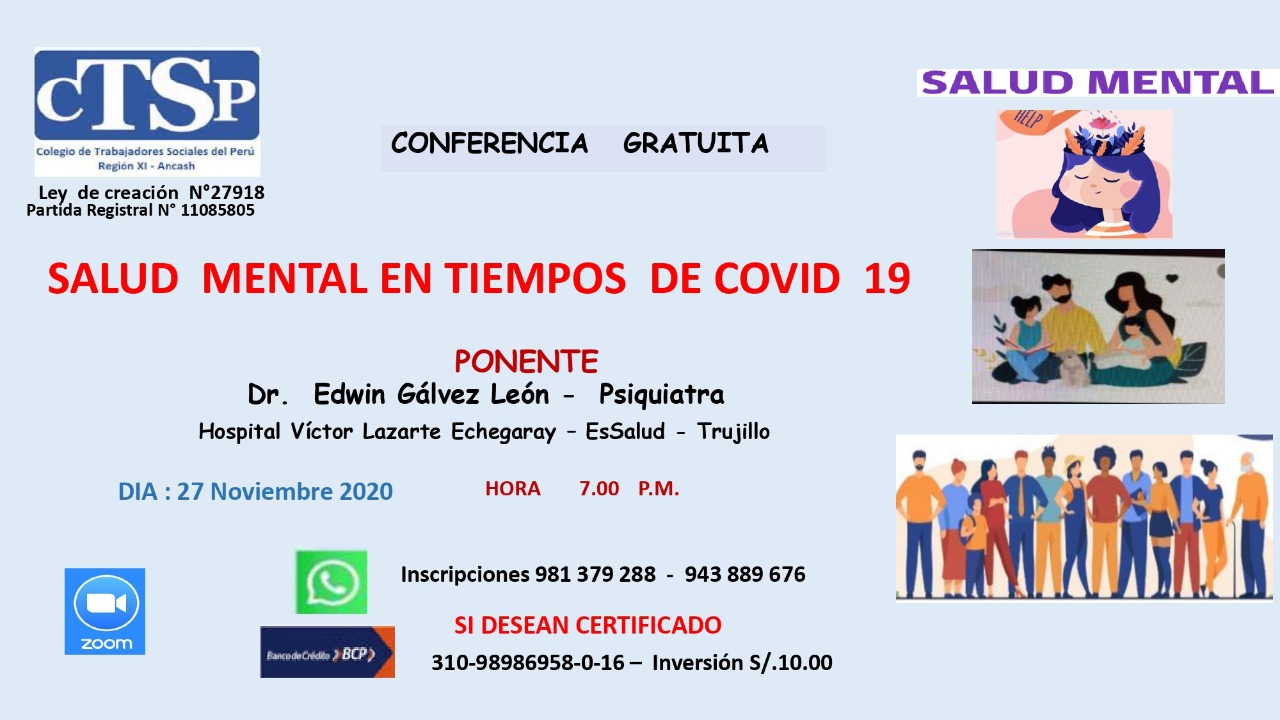 CTSP
Colegio de Trabajadores Sociales del Perú
Región XI - Ancash
Ley de creación N°27918
Partida Registral N° 11085805
CONFERENCIA GRATUITA
SALUD MENTAL
HELP
SALUD MENTAL EN TIEMPOS DE COVID 19
PONENTE
Dr. Edwin Gálvez León - Psiquiatra
Hospital Víctor Lazarte Echegaray – EsSalud - Trujillo
DIA : 27 Noviembre 2020
HORA 7.00 P.M.
Inscripciones 981 379 288 - 943 889 676
zoom
SI DESEAN CERTIFICADO
Banco de Crédito BCP
310-98986958-0-16 – Inversión S/.10.00